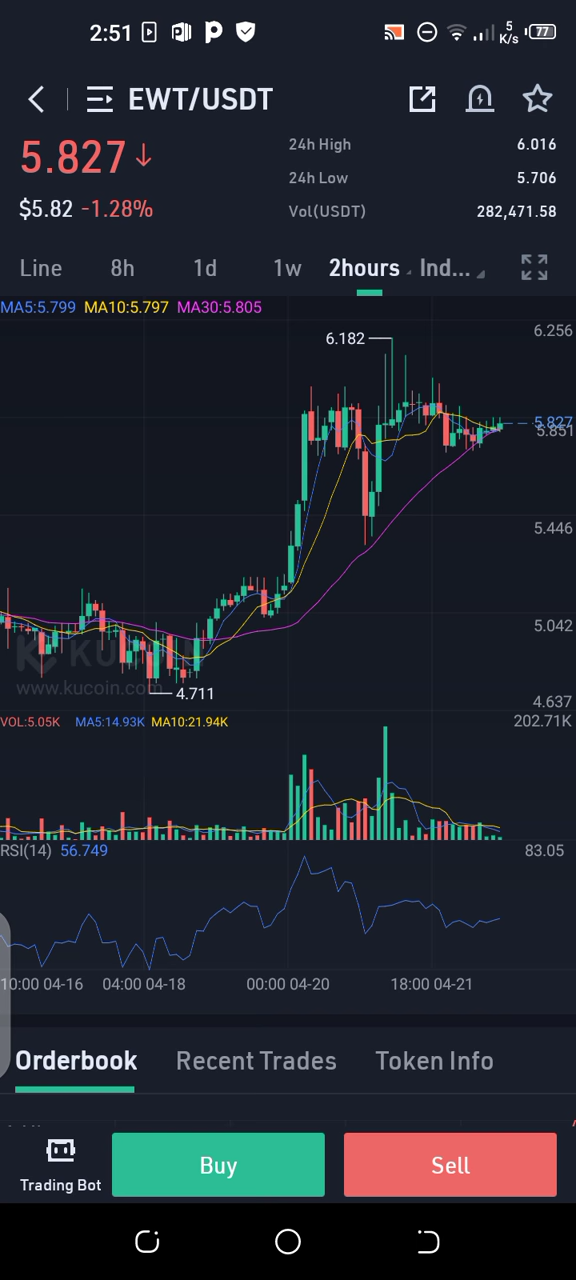 2:51 5 K/s 77
EWT/USDT
5.827↓ 24h High 6.016
24h Low 5.706
$5.82 -1.28% Vol(USDT) 282,471.58
Line 8h 1d 1w 2hours Ind...
MA5:5.799 MA10:5.797 MA30:5.805
6.256
6.182
5.827
5.851
5.446
5.042
KUCOIN
www.kucoin.com
4.711
4.637
VOL:5.05K MA5:14.93K MA10:21.94K 202.71K
RSI(14) 56.749 83.05
10:00 04-16 04:00 04-18 00:00 04-20 18:00 04-21
Orderbook Recent Trades Token Info
Trading Bot Buy Sell